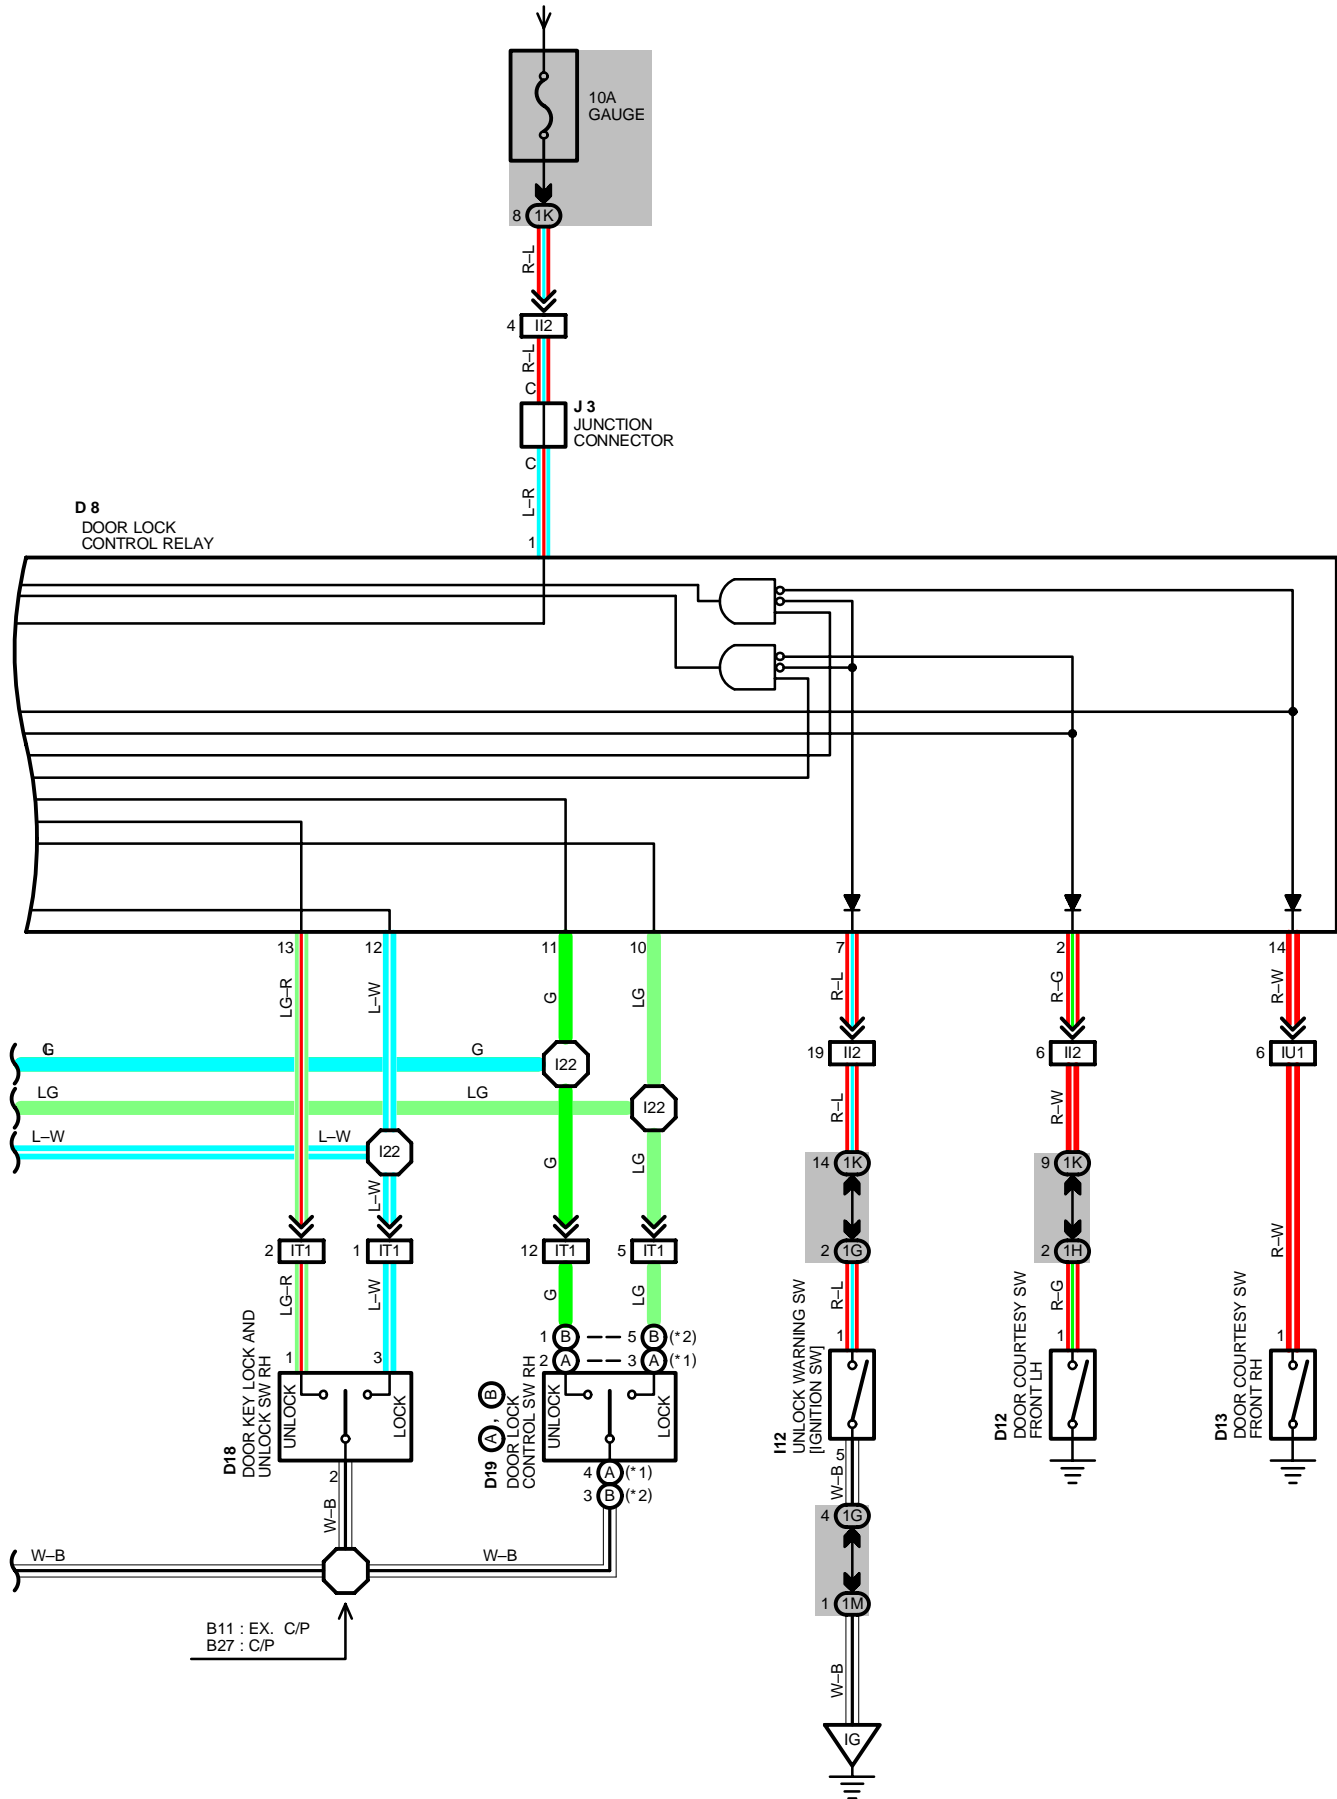 10A
GAUGE
8 1K
R–L
4 II2
R–L
C
J 3
JUNCTION
CONNECTOR
C
L–R
1
D 8
DOOR LOCK
CONTROL RELAY
13 12 11 10 7 2 14
LG–R L–W G LG R–L R–G R–W
G G I22
19 II2 6 II2 6 IU1
LG LG I22
L–W L–W I22
R–L R–W
L–W G LG
14 1K 9 1K
2 IT1 1 IT1 12 IT1 5 IT1
2 1G 2 1H
R–W
LG–R L–W G LG R–L R–G
1 B 5 B (*2)
2 A 3 A (*1)
1 3
1 1 1
UNLOCK LOCK
D18
DOOR KEY LOCK AND
UNLOCK SW RH
UNLOCK LOCK
D19 A , B
DOOR LOCK
CONTROL SW RH
I12
UNLOCK WARNING SW
[IGNITION SW]
D12
DOOR COURTESY SW
FRONT LH
D13
DOOR COURTESY SW
FRONT RH
2
4 A (*1)
3 B (*2)
5
W–B W–B
4 1G
W–B W–B
1 1M
B11 : EX. C/P
B27 : C/P
W–B
IG